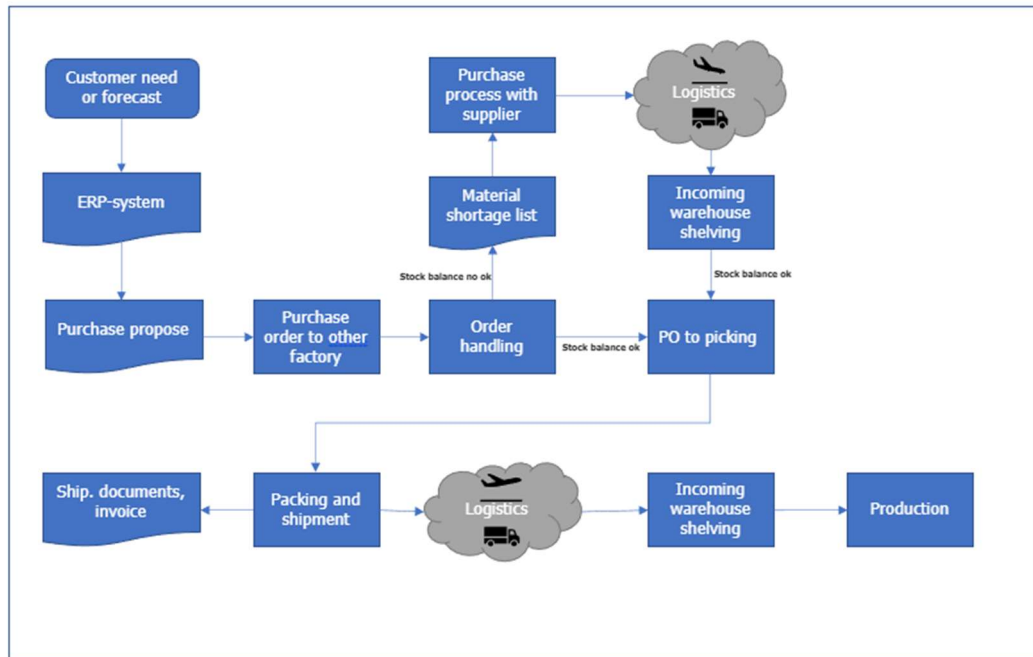 Customer need
or forecast
ERP-system
Purchase propose
Purchase
order to other
factory
Order
handling
Stock balance no ok
Material
shortage list
Purchase
process with
supplier
Logistics
Incoming
warehouse
shelving
Stock balance ok
Stock balance ok
PO to picking
Ship. documents,
invoice
Packing and
shipment
Logistics
Incoming
warehouse
shelving
Production